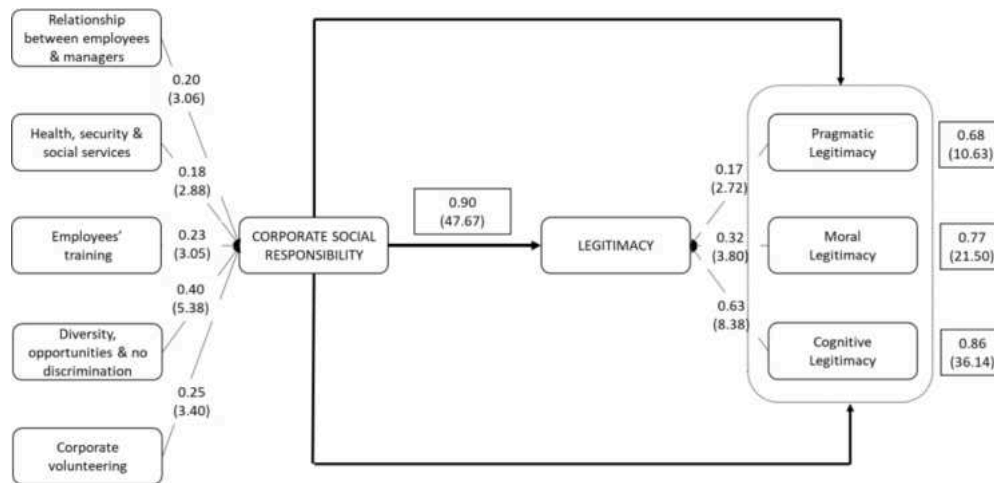 Relationship
between employees
& managers
0.20
(3.06)
Health, security &
social services
0.18
(2.88)
Employees'
training
0.23
(3.05)
Diversity,
opportunities & no
discrimination
0.40
(5.38)
Corporate
volunteering
0.25
(3.40)
CORPORATE SOCIAL
RESPONSIBILITY
0.90
(47.67)
LEGITIMACY
0.17
(2.72)
0.32
(3.80)
0.63
(8.38)
Pragmatic
Legitimacy
0.68
(10.63)
Moral
Legitimacy
0.77
(21.50)
Cognitive
Legitimacy
0.86
(36.14)